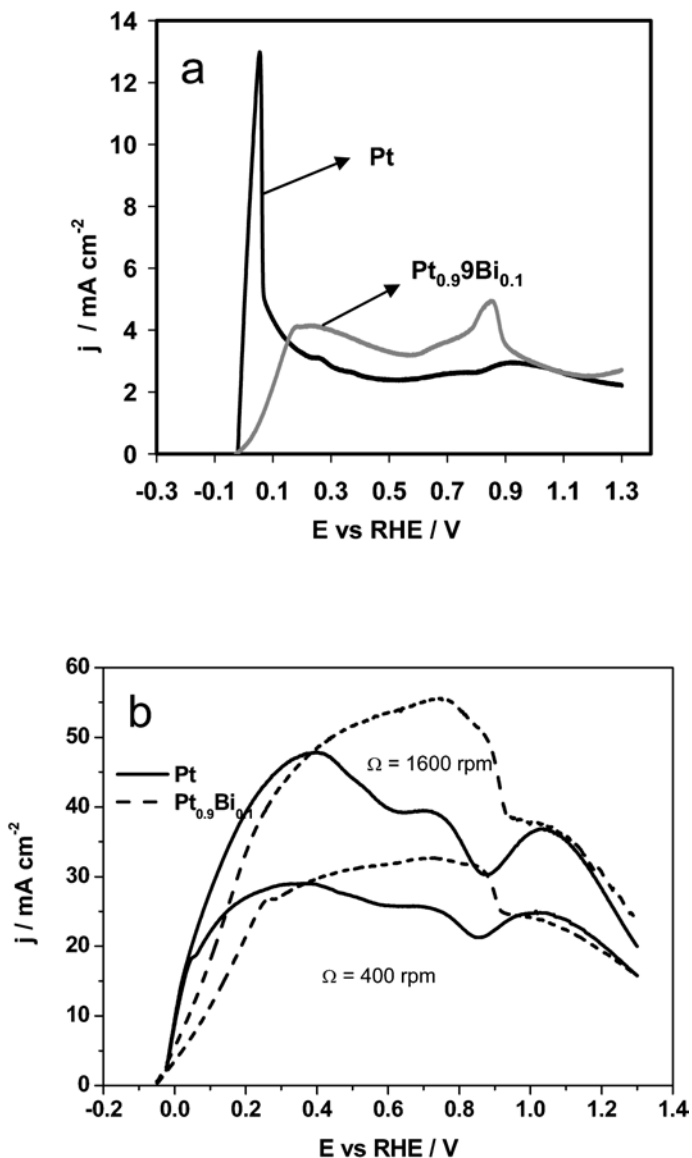 14
a
12
10
Pt
8
Pt0.99Bi0.1
6
4
2
0
-0.3 -0.1 0.1 0.3 0.5 0.7 0.9 1.1 1.3
j / mA cm-2
E vs RHE / V
60
b
50
Pt
Ω = 1600 rpm
Pt0.9Bi0.1
40
30
20
Ω = 400 rpm
10
0
-0.2 0.0 0.2 0.4 0.6 0.8 1.0 1.2 1.4
j / mA cm-2
E vs RHE / V